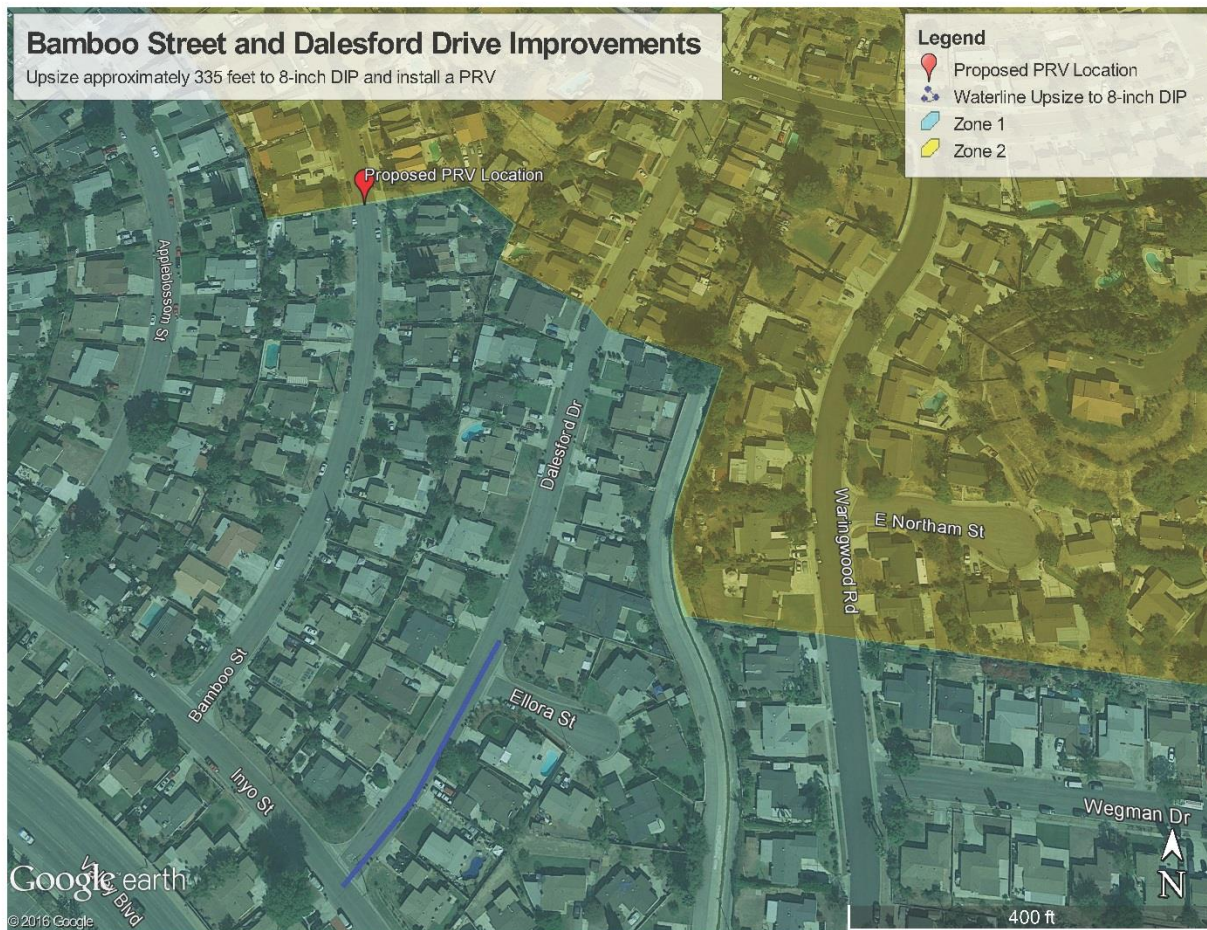 Bamboo Street and Dalesford Drive Improvements
Upsize approximately 335 feet to 8-inch DIP and install a PRV
Legend
Proposed PRV Location
Waterline Upsize to 8-inch DIP
Zone 1
Zone 2
Proposed PRV Location
Appleblossom St
Dalesford Dr
Waringwood Rd
E Northam St
Bamboo St
Ellora St
Inyo St
Wegman Dr
Valley Blvd
N
Google earth
© 2016 Google
400 ft